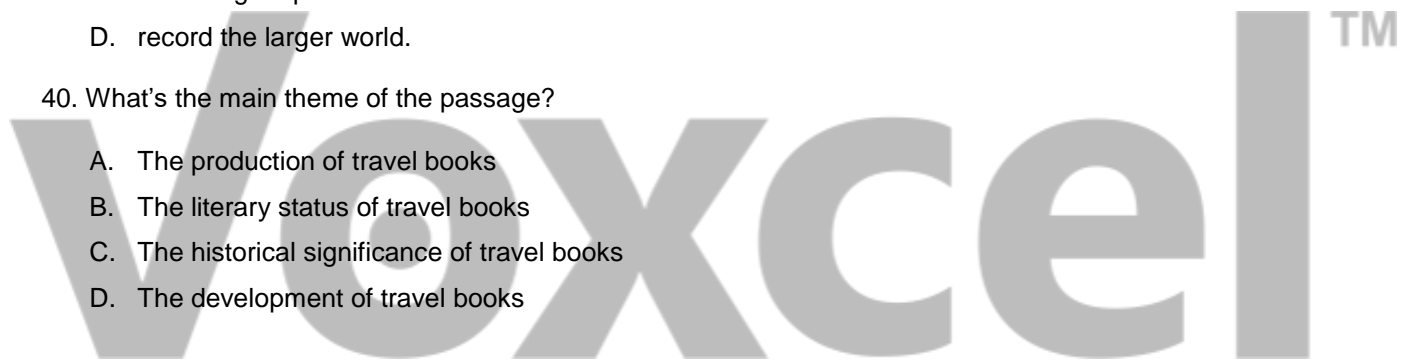 D. record the larger world.
TM
40. What's the main theme of the passage?
A. The production of travel books
B. The literary status of travel books
C. The historical significance of travel books
D. The development of travel books
Voxcel